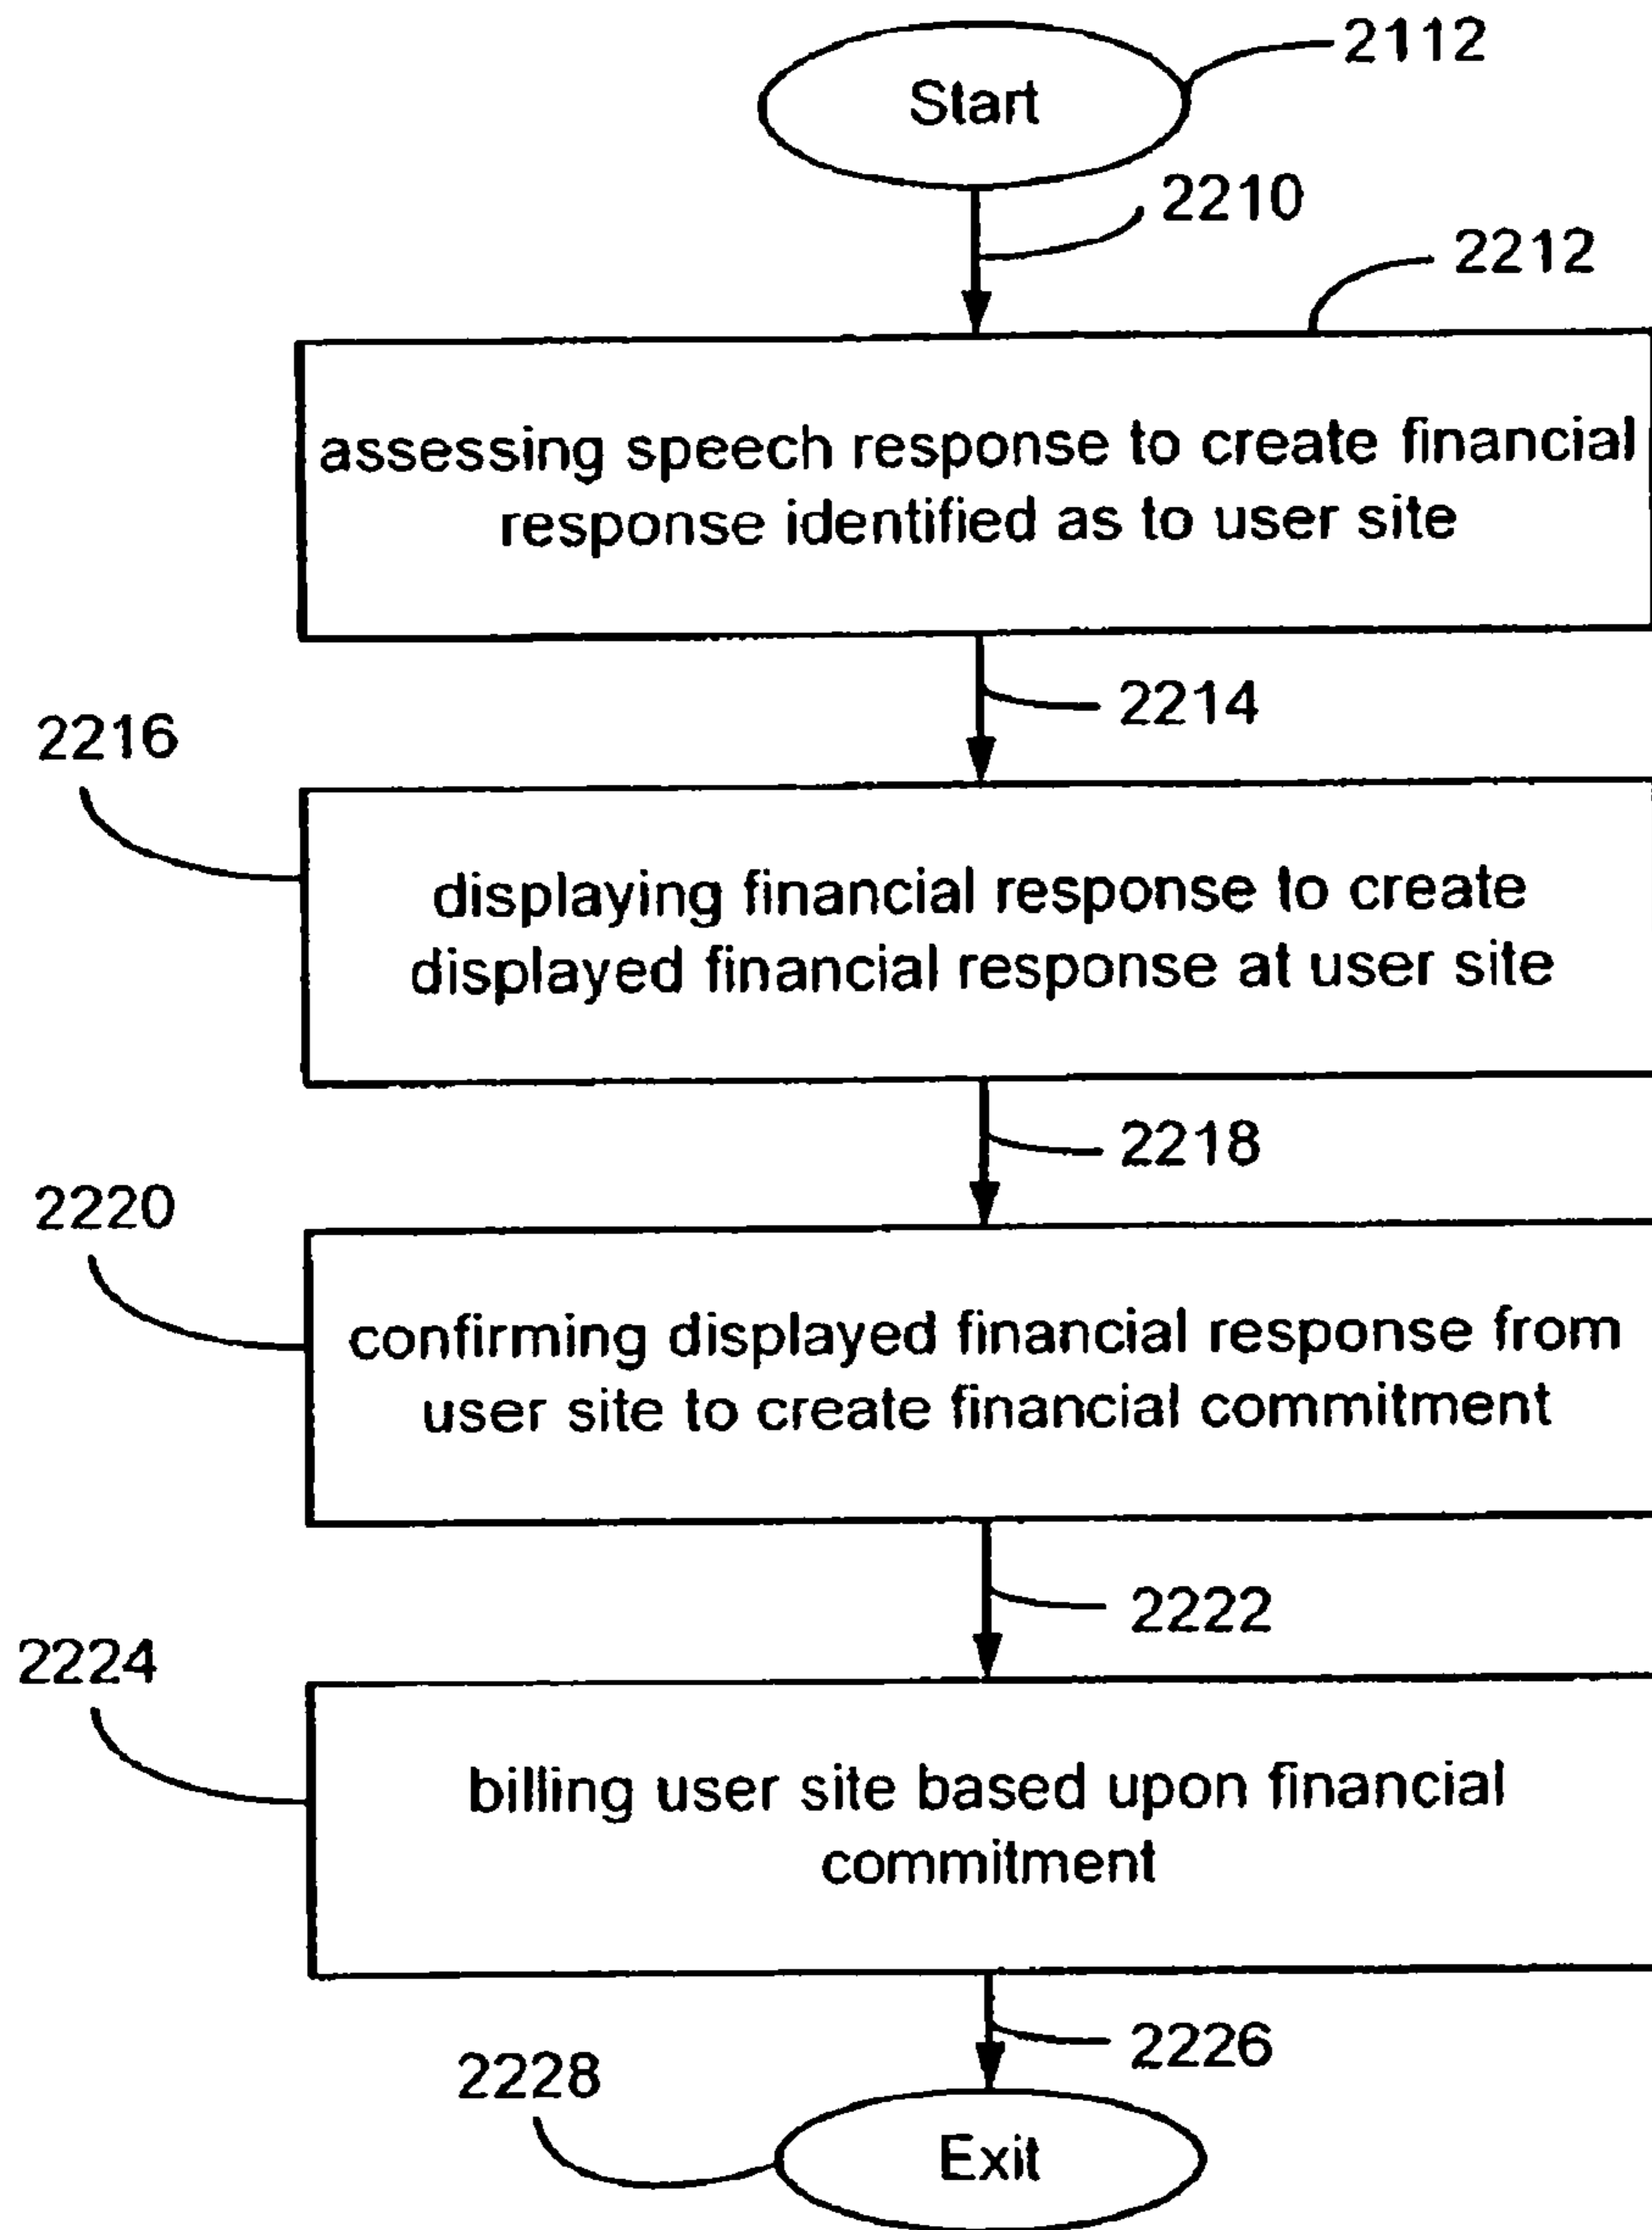 2112
Start
2210
2212
assessing speech response to create financial
response identified as to user site
2214
2216
displaying financial response to create
displayed financial response at user site
2218
2220
confirming displayed financial response from
user site to create financial commitment
2222
2224
billing user site based upon financial
commitment
2226
2228
Exit